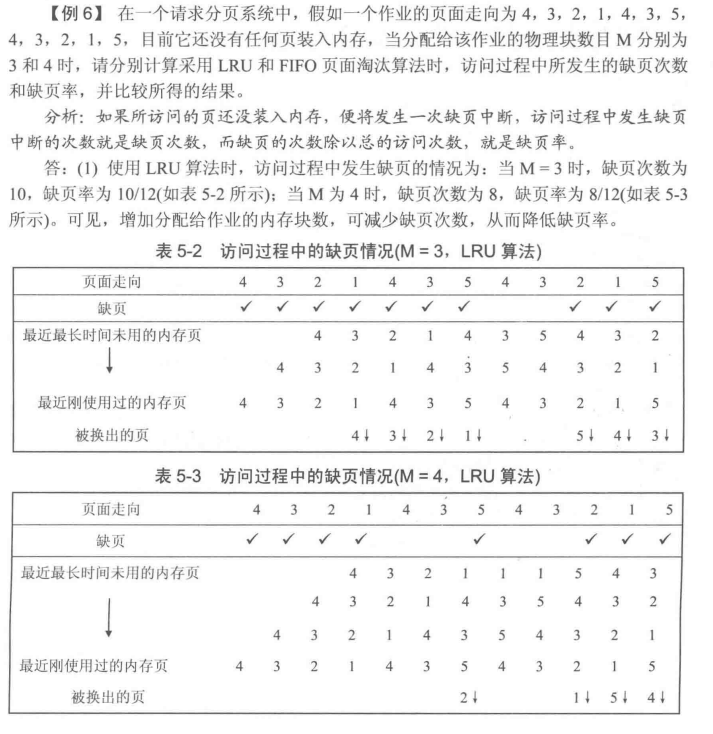 【例 6】 在一个请求分页系统中，假如一个作业的页面走向为 4，3，2，1，4，3，5，
4，3，2，1，5，目前它还没有任何页装入内存，当分配给该作业的物理块数目 M 分别为
3 和 4 时，请分别计算采用 LRU 和 FIFO 页面淘汰算法时，访问过程中所发生的缺页次数
和缺页率，并比较所得的结果。
分析：如果所访问的页还没装入内存，便将发生一次缺页中断，访问过程中发生缺页
中断的次数就是缺页次数，而缺页的次数除以总的访问次数，就是缺页率。
答：(1) 使用 LRU 算法时，访问过程中发生缺页的情况为：当 M = 3 时，缺页次数为
10，缺页率为 10/12(如表 5-2 所示)；当 M 为 4 时，缺页次数为 8，缺页率为 8/12(如表 5-3
所示)。可见，增加分配给作业的内存块数，可减少缺页次数，从而降低缺页率。
表 5-2 访问过程中的缺页情况(M = 3，LRU 算法)
页面走向 4 3 2 1 4 3 5 4 3 2 1 5
缺页 ✓ ✓ ✓ ✓ ✓ ✓ ✓ ✓ ✓ ✓
最近最长时间未用的内存页 4 3 2 1 4 3 5 4 3 2
↓ 4 3 2 1 4 3 5 4 3 2 1
最近刚使用过的内存页 4 3 2 1 4 3 5 4 3 2 1 5
被换出的页 4↓ 3↓ 2↓ 1↓ 5↓ 4↓ 3↓
表 5-3 访问过程中的缺页情况(M = 4，LRU 算法)
页面走向 4 3 2 1 4 3 5 4 3 2 1 5
缺页 ✓ ✓ ✓ ✓ ✓ ✓ ✓ ✓
最近最长时间未用的内存页 4 3 2 1 1 1 5 4 3
4 3 2 1 4 3 5 4 3 2
↓ 4 3 2 1 4 3 5 4 3 2 1
最近刚使用过的内存页 4 3 2 1 4 3 5 4 3 2 1 5
被换出的页 2↓ 1↓ 5↓ 4↓